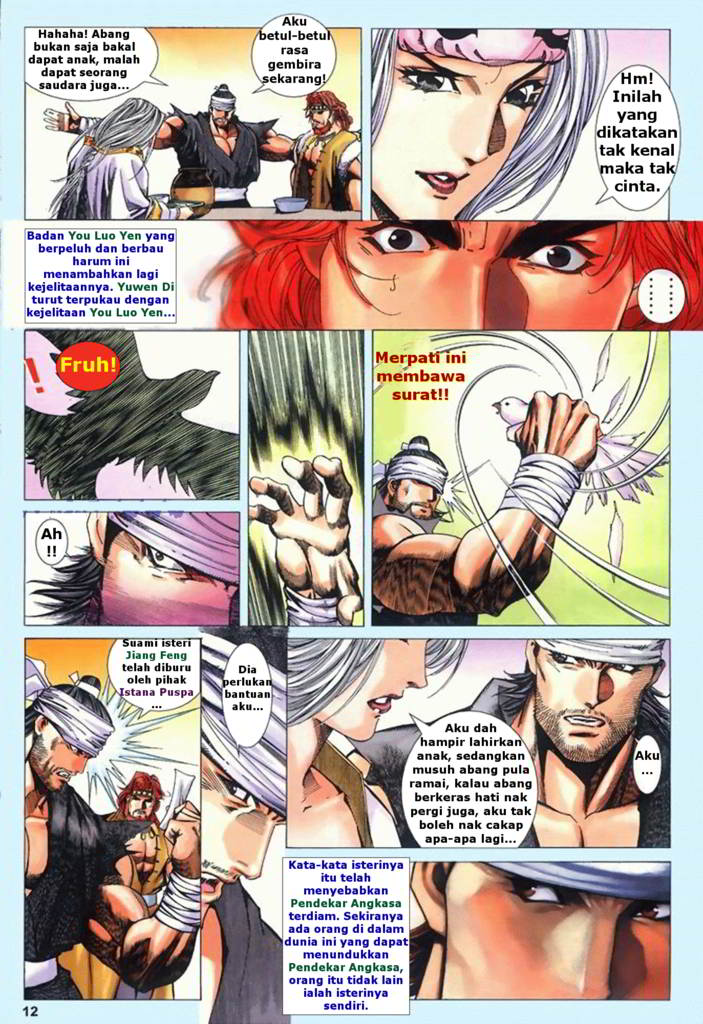 Hahaha! Abang
bukan saja bakal
dapat anak, malah
dapat seorang
saudara juga...
Aku
betul-betul
rasa
gembira
sekarang!
Hm!
Inilah
yang
dikatakan
tak kenal
maka tak
cinta.
Badan You Luo Yen yang
berpeluh dan berbau
harum ini
menambahkan lagi
kejelitaannya. Yuwen Di
turut terpukau dengan
kejelitaan You Luo Yen...
!
Fruh!
Merpati ini
membawa
surat!!
Ah
!!
Suami isteri
Jiang Feng
telah diburu
oleh pihak
Istana Puspa
...
Dia
perlukan
bantuan
aku...
Aku dah
hampir lahirkan
anak, sedangkan
musuh abang pula
ramai, kalau abang
berkeras hati nak
pergi juga, aku tak
boleh nak cakap
apa-apa lagi...
Aku
...
Kata-kata isterinya
itu telah
menyebabkan
Pendekar Angkasa
terdiam. Sekiranya
ada orang di dalam
dunia ini yang dapat
menundukkan
Pendekar Angkasa,
orang itu tidak lain
ialah isterinya
sendiri.
12